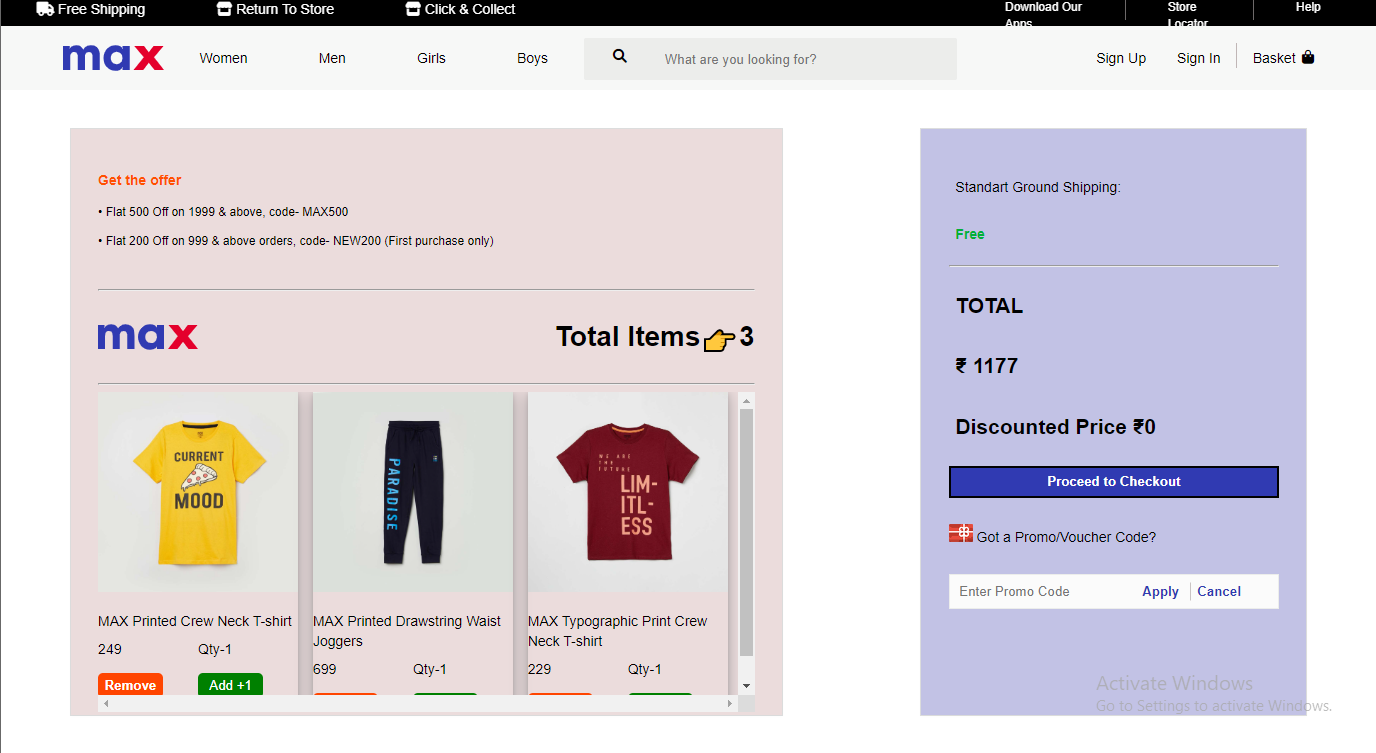 Free Shipping Return To Store Click & Collect Download Our Apps Store Locator Help
max Women Men Girls Boys What are you looking for? Sign Up Sign In Basket
Get the offer
• Flat 500 Off on 1999 & above, code- MAX500
• Flat 200 Off on 999 & above orders, code- NEW200 (First purchase only)
max Total Items 👉 3
CURRENT
MOOD
PARADISE
WE ARE
THE
FUTURE
LIM-
ITL-
ESS
MAX Printed Crew Neck T-shirt
249 Qty-1
Remove Add +1
MAX Printed Drawstring Waist
Joggers
699 Qty-1
MAX Typographic Print Crew
Neck T-shirt
229 Qty-1
Standart Ground Shipping:
Free
TOTAL
₹ 1177
Discounted Price ₹0
Proceed to Checkout
Got a Promo/Voucher Code?
Enter Promo Code Apply Cancel
Activate Windows
Go to Settings to activate Windows.